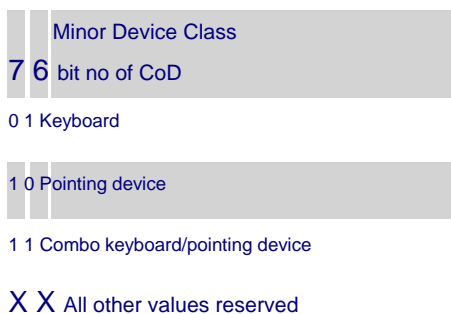 Minor Device Class
7 6 bit no of CoD
0 1 Keyboard
1 0 Pointing device
1 1 Combo keyboard/pointing device
X X All other values reserved